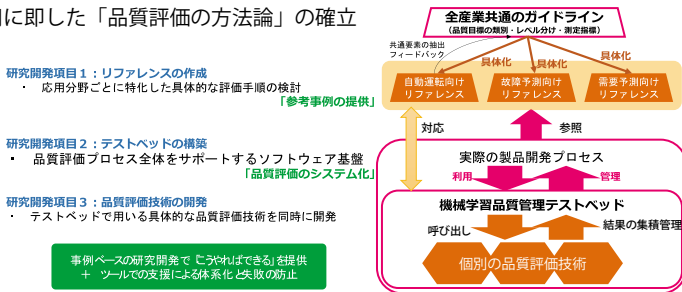 に即した「品質評価の方法論」の確立
研究開発項目1：リファレンスの作成
・ 応用分野ごとに特化した具体的な評価手順の検討
「参考事例の提供」
研究開発項目2：テストベッドの構築
・ 品質評価プロセス全体をサポートするソフトウェア基盤
「品質評価のシステム化」
研究開発項目3：品質評価技術の開発
・ テストベッドで用いる具体的な品質評価技術を同時に開発
事例ベースの研究開発で「こうやればできる」を提供
＋ ツールでの支援による体系化と失敗の防止
全産業共通のガイドライン
（品質目標の類別・レベル分け・測定指標）
共通要素の抽出
フィードバック
具体化
具体化
具体化
自動運転向け
リファレンス
故障予測向け
リファレンス
需要予測向け
リファレンス
対応
参照
実際の製品開発プロセス
利用
管理
機械学習品質管理テストベッド
呼び出し
結果の集積管理
個別の品質評価技術